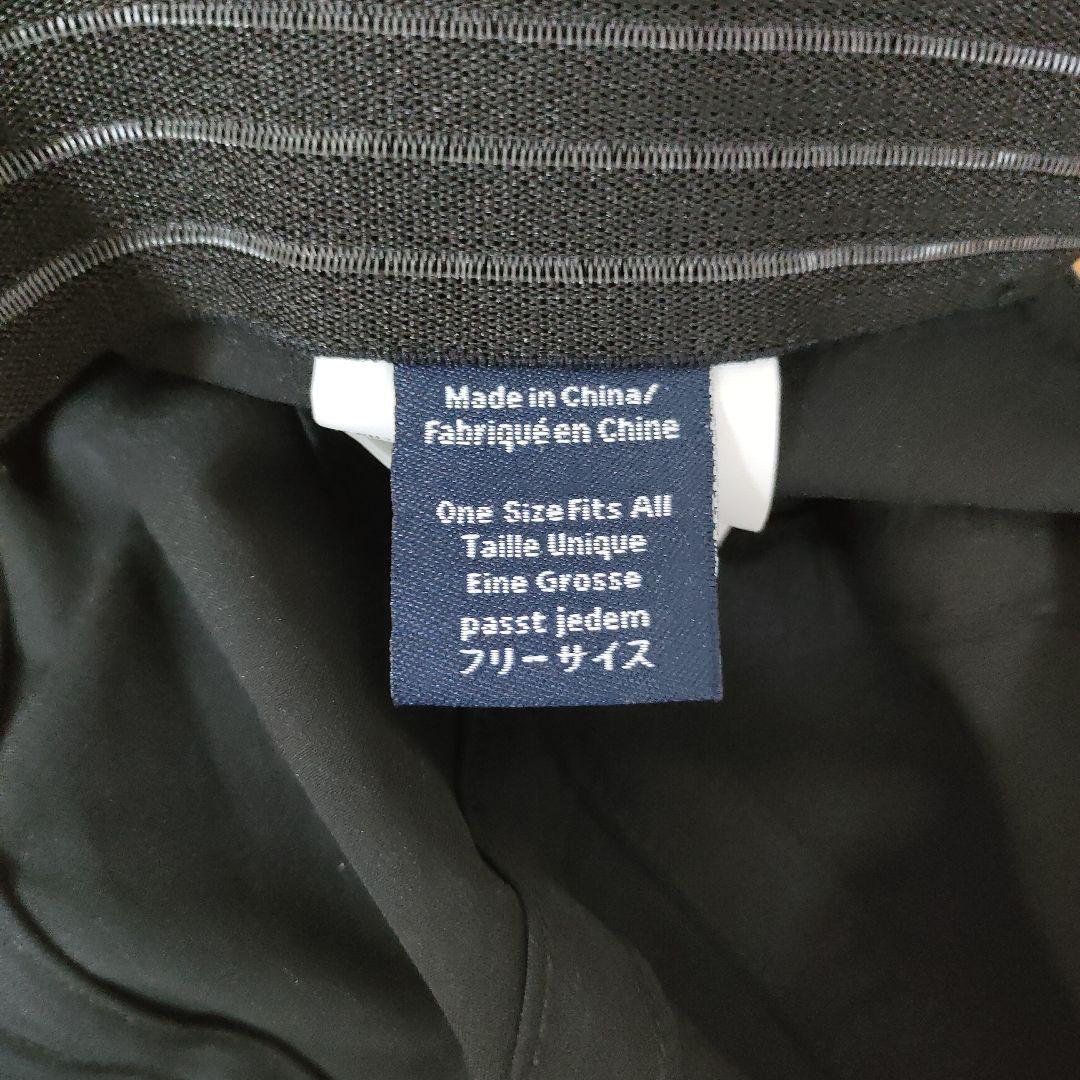 Made in China/
Fabriqué en Chine
One Size Fits All
Taille Unique
Eine Grosse
passt jedem
フリーサイズ